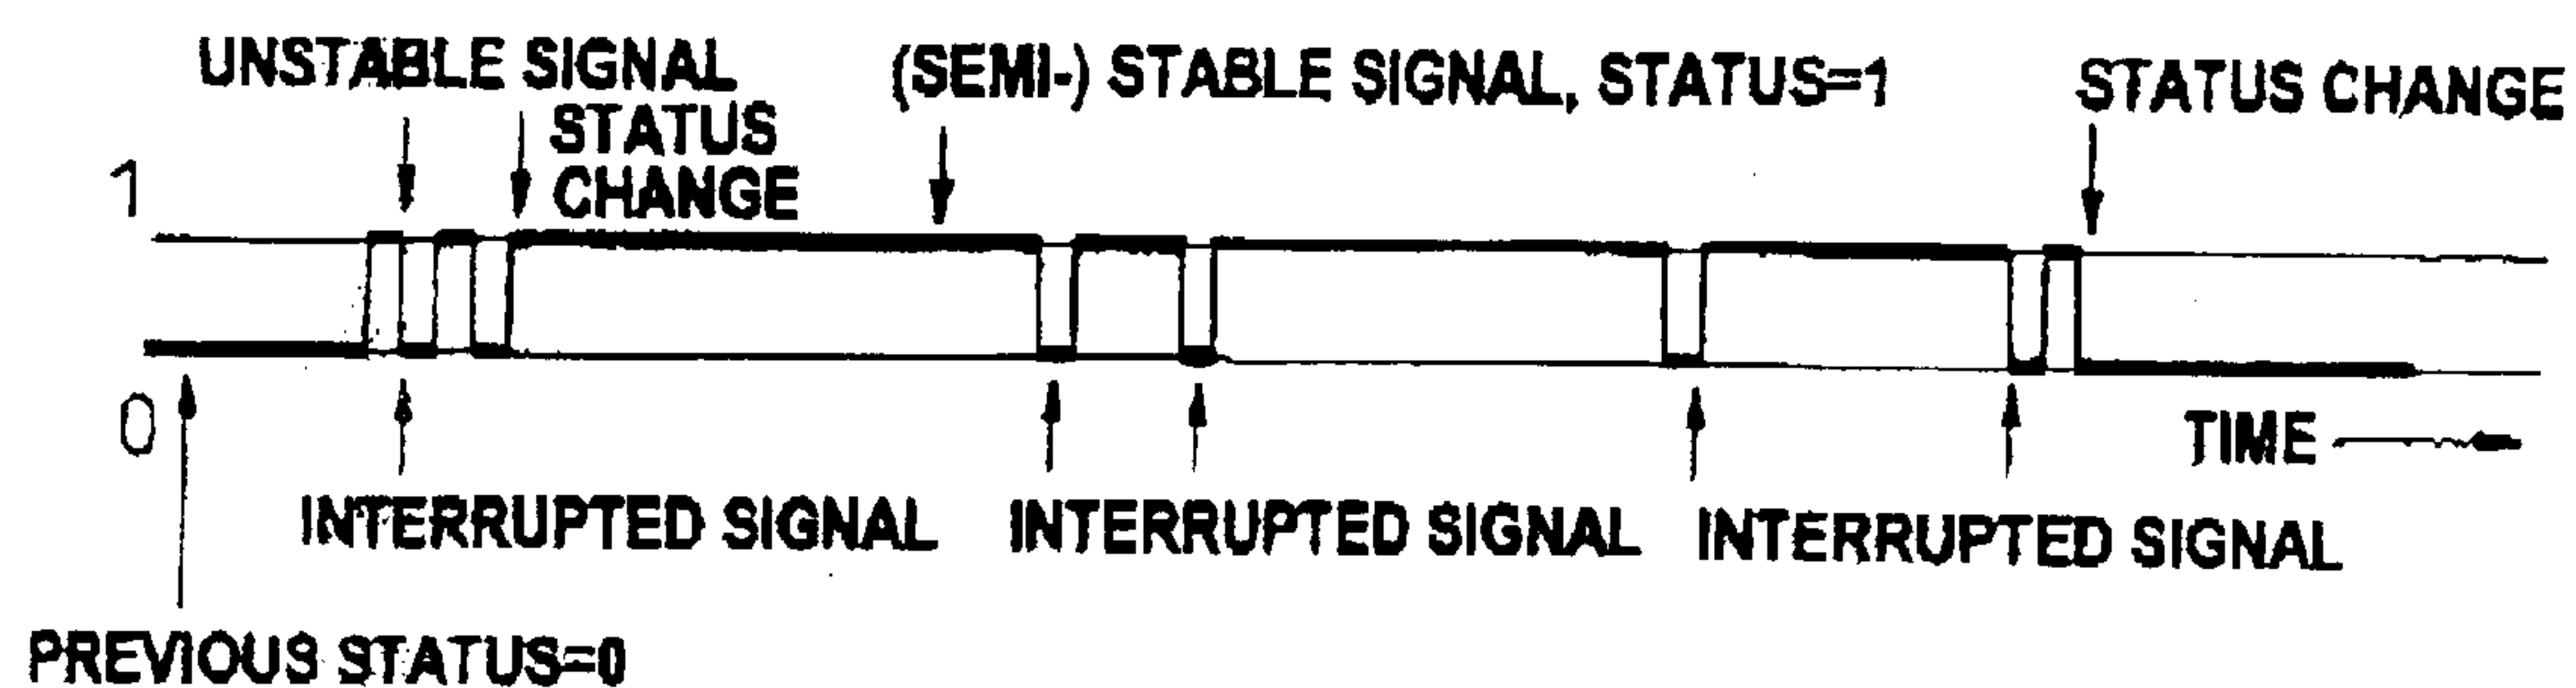 UNSTABLE SIGNAL
STATUS
CHANGE
(SEMI-) STABLE SIGNAL, STATUS=1
STATUS CHANGE
1
0
TIME
INTERRUPTED SIGNAL
INTERRUPTED SIGNAL
INTERRUPTED SIGNAL
PREVIOUS STATUS=0